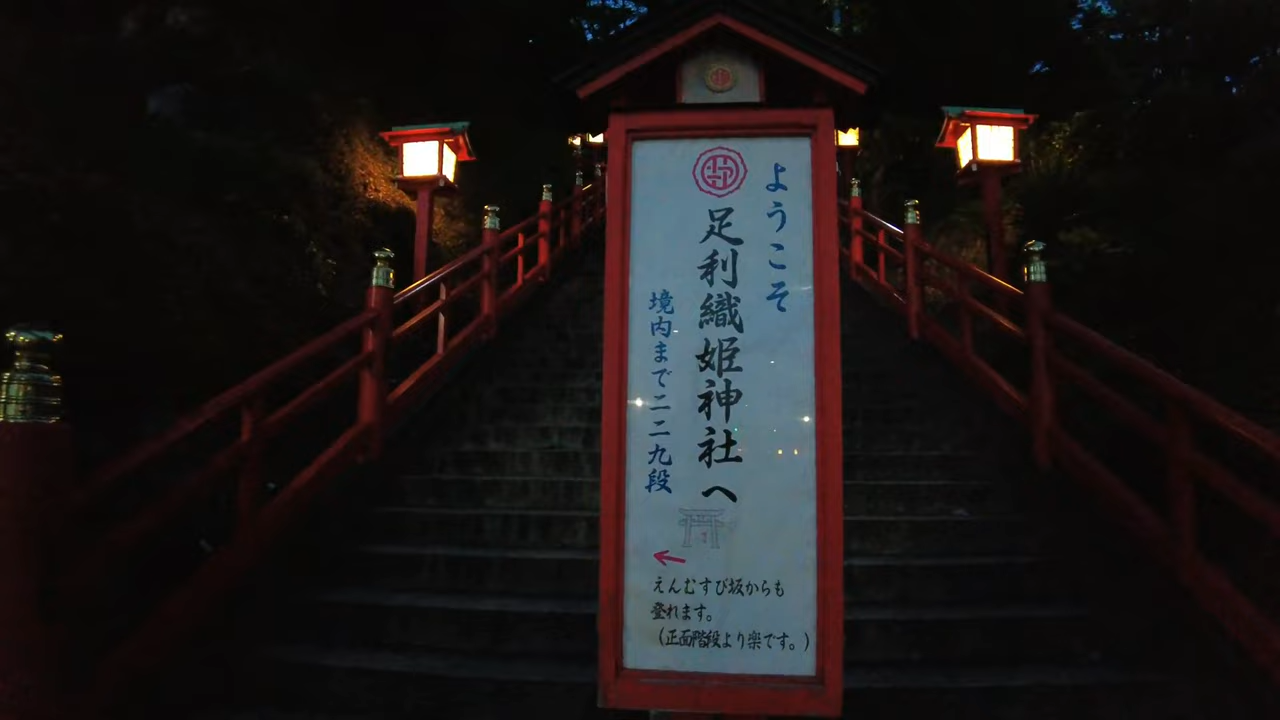 ようこそ
足利織姫神社へ
境内まで二二九段
えんむすび坂からも
登れます。
(正面階段より楽です。)